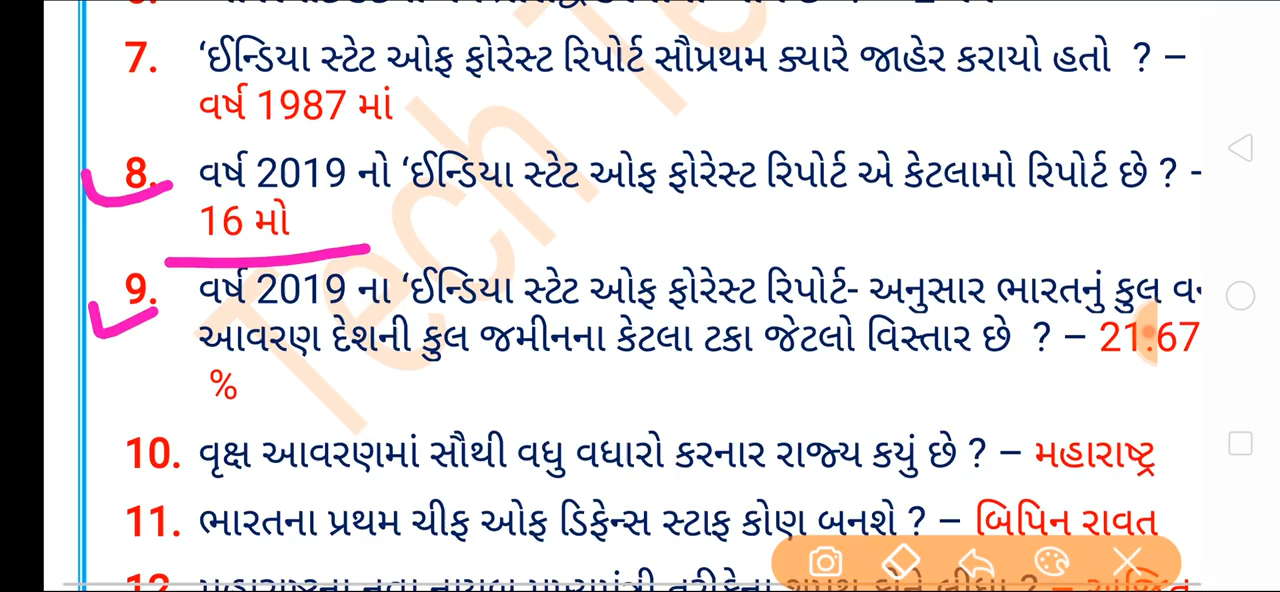 7. ‘ઈન્ડિયા સ્ટેટ ઓફ ફોરેસ્ટ રિપોર્ટ સૌપ્રથમ ક્યારે જાહેર કરાયો હતો ? –
વર્ષ 1987 માં
8. વર્ષ 2019 નો ‘ઈન્ડિયા સ્ટેટ ઓફ ફોરેસ્ટ રિપોર્ટ એ કેટલામો રિપોર્ટ છે ? -
16 મો
9. વર્ષ 2019 ના ‘ઈન્ડિયા સ્ટેટ ઓફ ફોરેસ્ટ રિપોર્ટ- અનુસાર ભારતનું કુલ
આવરણ દેશની કુલ જમીનના કેટલા ટકા જેટલો વિસ્તાર છે ? – 21.67
%
10. વૃક્ષ આવરણમાં સૌથી વધુ વધારો કરનાર રાજ્ય કયું છે ? – મહારાષ્ટ્ર
11. ભારતના પ્રથમ ચીફ ઓફ ડિફેન્સ સ્ટાફ કોણ બનશે ? – બિપિન રાવત
Tech